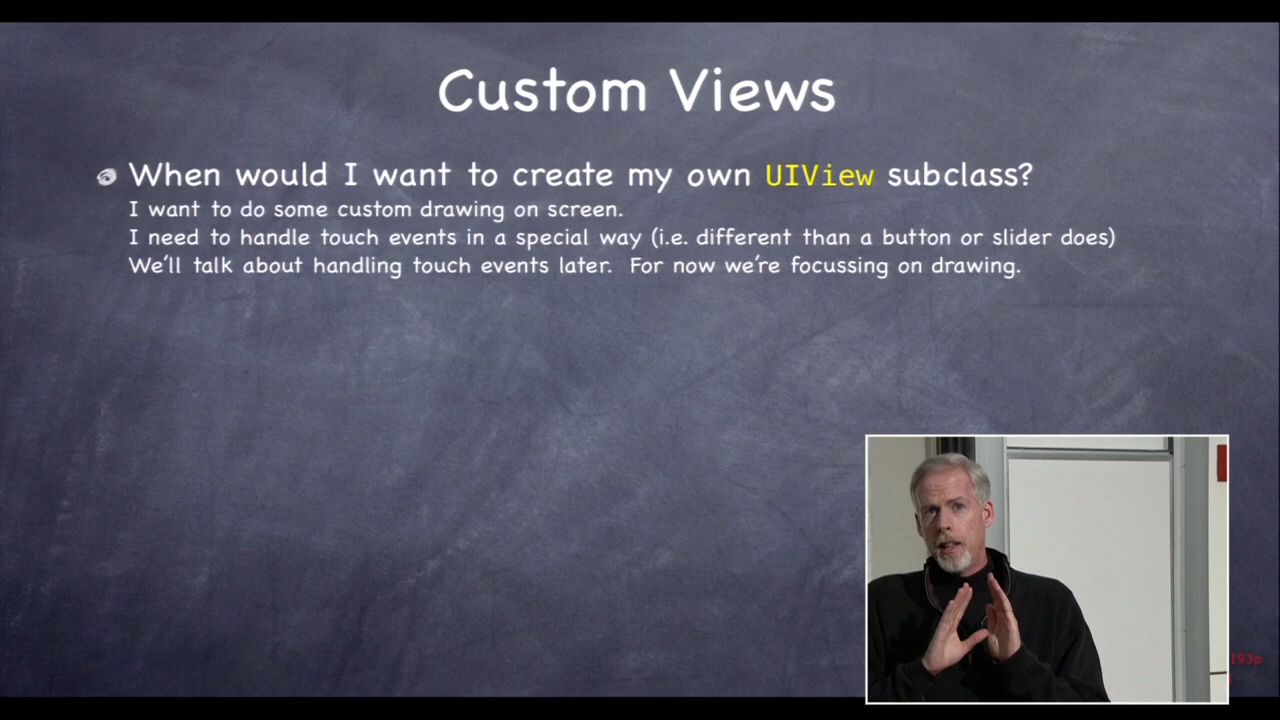 Custom Views
When would I want to create my own UIView subclass?
I want to do some custom drawing on screen.
I need to handle touch events in a special way (i.e. different than a button or slider does)
We'll talk about handling touch events later. For now we're focussing on drawing.
193p